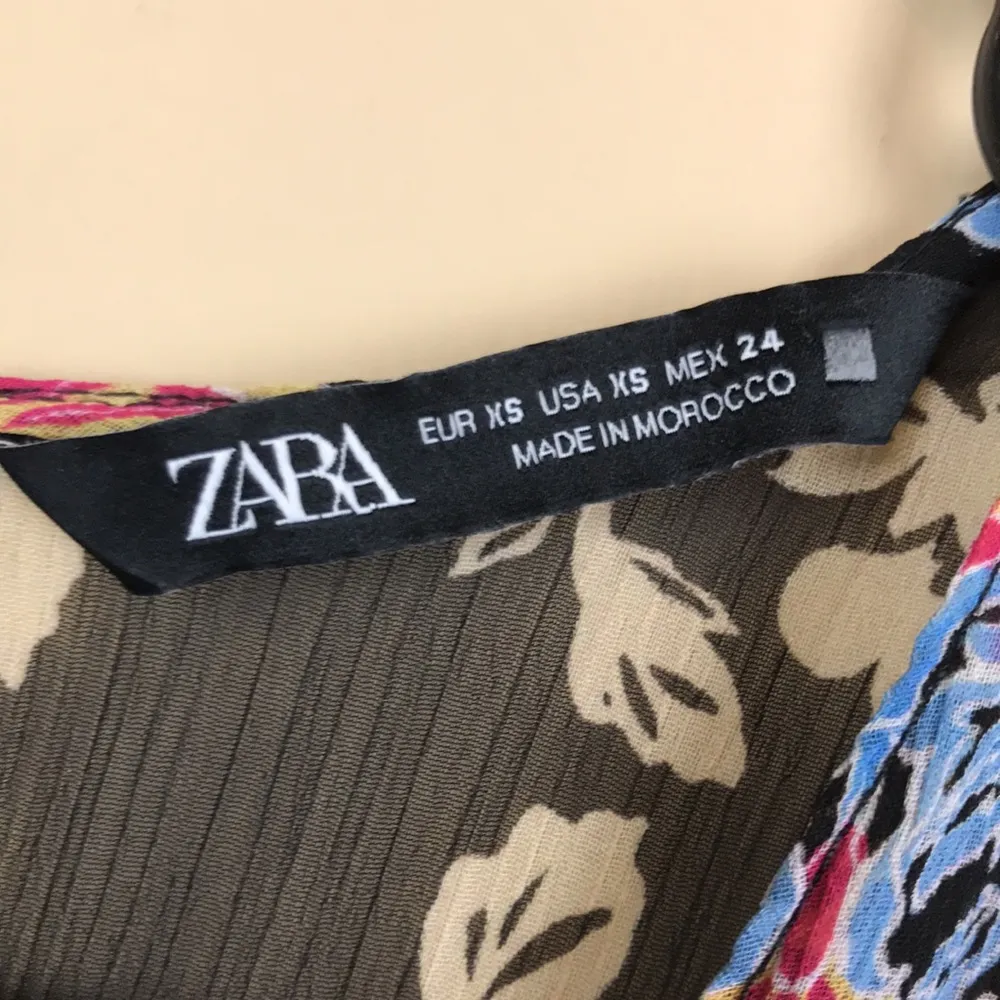 ZARA
EUR XS USA XS MEX 24
MADE IN MOROCCO